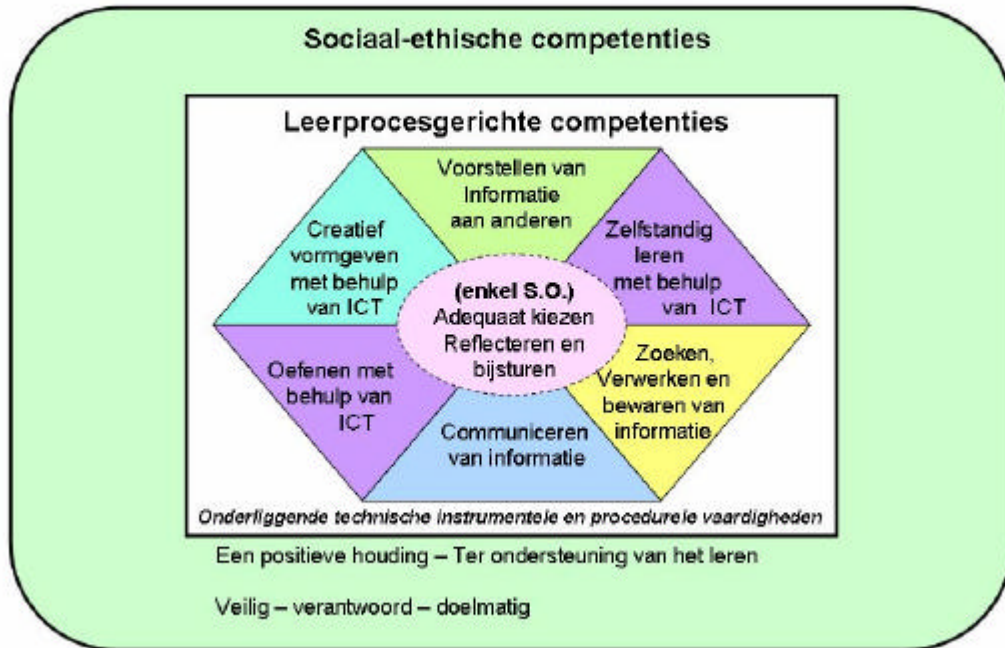 Sociaal-ethische competenties
Leerprocesgerichte competenties
Voorstellen van
Informatie
aan anderen
Creatief
vormgeven
met behulp
van ICT
Zelfstandig
leren
met behulp
van ICT
(enkel S.O.)
Adequaat kiezen
Reflecteren en
bijsturen
Oefenen met
behulp van
ICT
Zoeken,
Verwerken en
bewaren van
informatie
Communiceren
van informatie
Onderliggende technische instrumentele en procedurele vaardigheden
Een positieve houding – Ter ondersteuning van het leren
Veilig – verantwoord – doelmatig